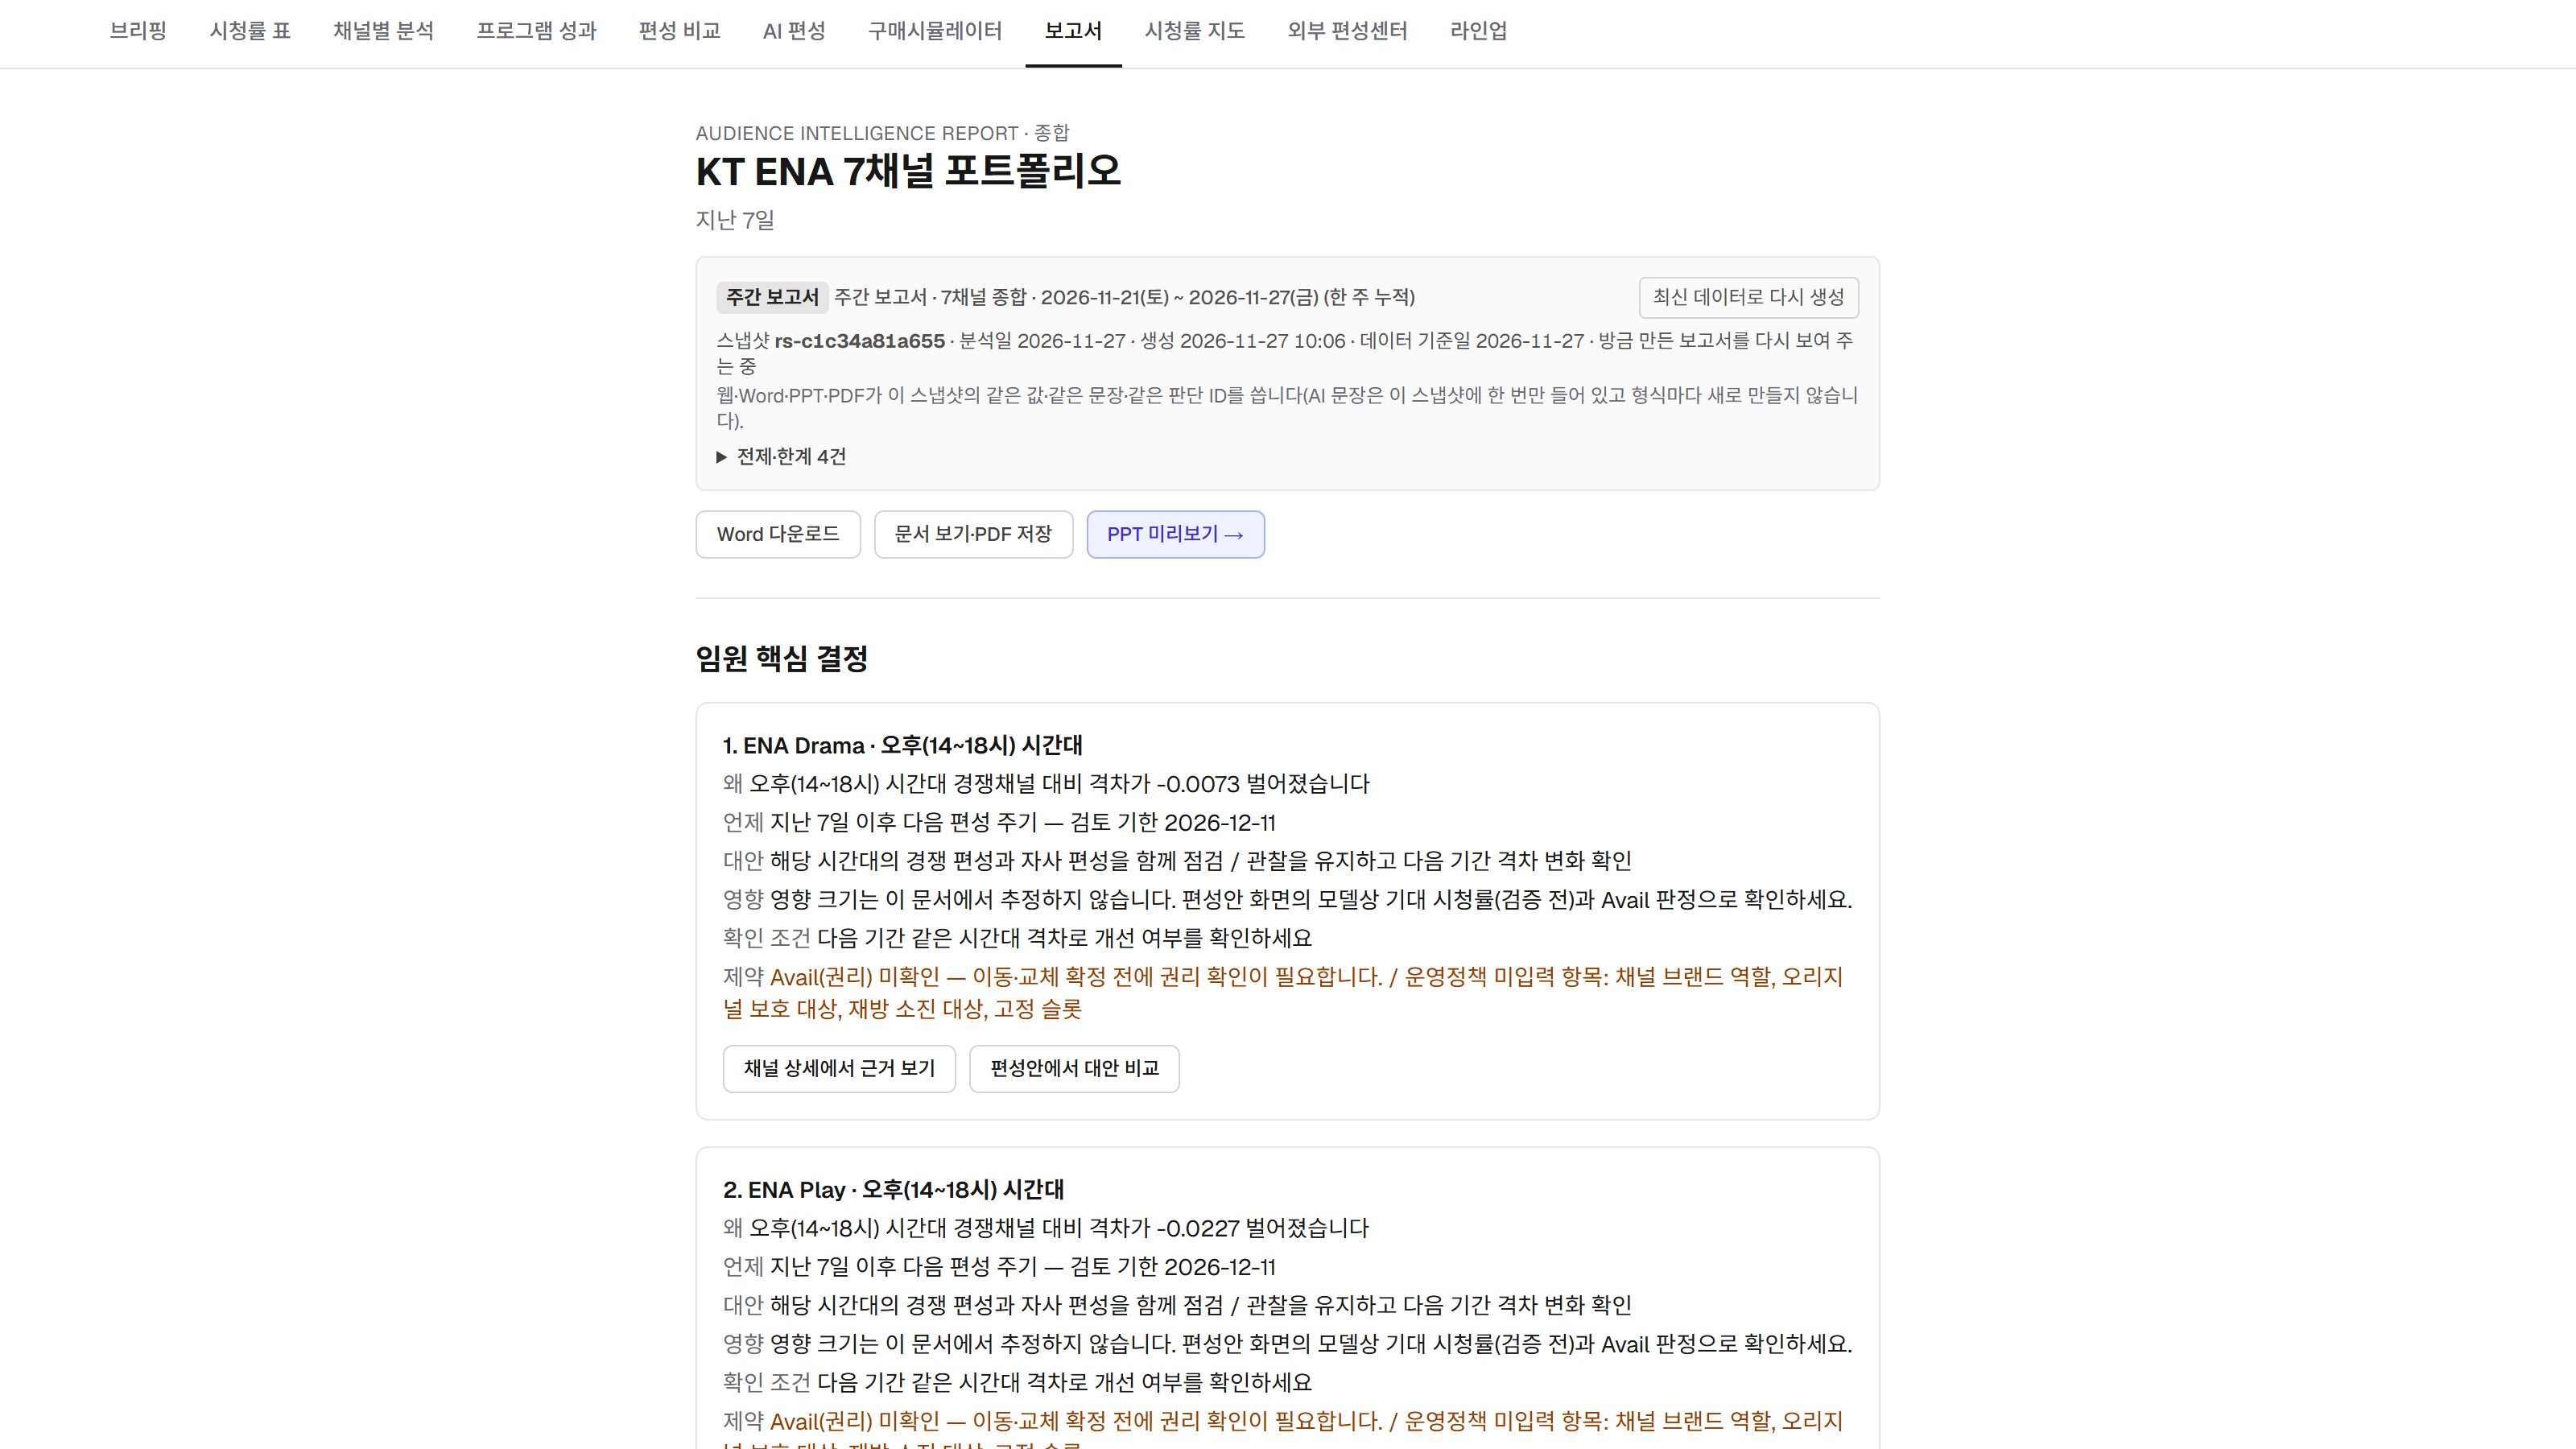 브리핑 시청률 표 채널별 분석 프로그램 성과 편성 비교 AI 편성 구매시뮬레이터 보고서 시청률 지도 외부 편성센터 라인업
AUDIENCE INTELLIGENCE REPORT · 종합
KT ENA 7채널 포트폴리오
지난 7일
주간 보고서 주간 보고서 · 7채널 종합 · 2026-11-21(토) ~ 2026-11-27(금) (한 주 누적)
최신 데이터로 다시 생성
스냅샷 rs-c1c34a81a655 · 분석일 2026-11-27 · 생성 2026-11-27 10:06 · 데이터 기준일 2026-11-27 · 방금 만든 보고서를 다시 보여 주
는 중
웹·Word·PPT·PDF가 이 스냅샷의 같은 값·같은 문장·같은 판단 ID를 씁니다(AI 문장은 이 스냅샷에 한 번만 들어 있고 형식마다 새로 만들지 않습니
다).
▶ 전제·한계 4건
Word 다운로드 문서 보기·PDF 저장 PPT 미리보기 →
임원 핵심 결정
1. ENA Drama · 오후(14~18시) 시간대
왜 오후(14~18시) 시간대 경쟁채널 대비 격차가 -0.0073 벌어졌습니다
언제 지난 7일 이후 다음 편성 주기 — 검토 기한 2026-12-11
대안 해당 시간대의 경쟁 편성과 자사 편성을 함께 점검 / 관찰을 유지하고 다음 기간 격차 변화 확인
영향 영향 크기는 이 문서에서 추정하지 않습니다. 편성안 화면의 모델상 기대 시청률(검증 전)과 Avail 판정으로 확인하세요.
확인 조건 다음 기간 같은 시간대 격차로 개선 여부를 확인하세요
제약 Avail(권리) 미확인 — 이동·교체 확정 전에 권리 확인이 필요합니다. / 운영정책 미입력 항목: 채널 브랜드 역할, 오리지
널 보호 대상, 재방 소진 대상, 고정 슬롯
채널 상세에서 근거 보기 편성안에서 대안 비교
2. ENA Play · 오후(14~18시) 시간대
왜 오후(14~18시) 시간대 경쟁채널 대비 격차가 -0.0227 벌어졌습니다
언제 지난 7일 이후 다음 편성 주기 — 검토 기한 2026-12-11
대안 해당 시간대의 경쟁 편성과 자사 편성을 함께 점검 / 관찰을 유지하고 다음 기간 격차 변화 확인
영향 영향 크기는 이 문서에서 추정하지 않습니다. 편성안 화면의 모델상 기대 시청률(검증 전)과 Avail 판정으로 확인하세요.
확인 조건 다음 기간 같은 시간대 격차로 개선 여부를 확인하세요
제약 Avail(권리) 미확인 — 이동·교체 확정 전에 권리 확인이 필요합니다. / 운영정책 미입력 항목: 채널 브랜드 역할, 오리지